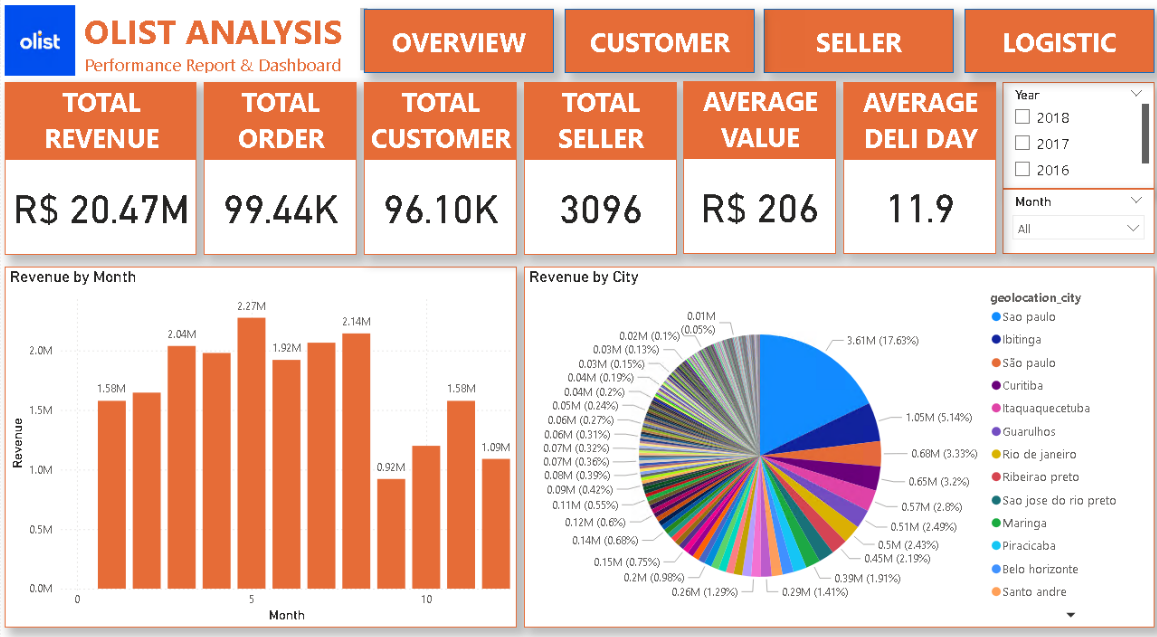 olist
OLIST ANALYSIS
Performance Report & Dashboard
OVERVIEW
CUSTOMER
SELLER
LOGISTIC
TOTAL
REVENUE
R$ 20.47M
TOTAL
ORDER
99.44K
TOTAL
CUSTOMER
96.10K
TOTAL
SELLER
3096
AVERAGE
VALUE
R$ 206
AVERAGE
DELI DAY
11.9
Year
2018
2017
2016
Month
All
Revenue by Month
Revenue
2.0M
1.5M
1.0M
0.5M
0.0M
1.58M
2.04M
2.27M
1.92M
2.14M
0.92M
1.58M
1.09M
0
5
10
Month
Revenue by City
3.61M (17.63%)
1.05M (5.14%)
0.68M (3.33%)
0.65M (3.2%)
0.57M (2.8%)
0.51M (2.49%)
0.5M (2.43%)
0.45M (2.19%)
0.39M (1.91%)
0.29M (1.41%)
0.26M (1.29%)
0.2M (0.98%)
0.15M (0.75%)
0.14M (0.68%)
0.12M (0.6%)
0.11M (0.55%)
0.09M (0.42%)
0.08M (0.39%)
0.07M (0.36%)
0.07M (0.32%)
0.06M (0.31%)
0.06M (0.27%)
0.05M (0.24%)
0.04M (0.2%)
0.04M (0.19%)
0.03M (0.15%)
0.03M (0.13%)
0.02M (0.1%)
0.01M
(0.05%)
geolocation_city
Sao paulo
Ibitinga
São paulo
Curitiba
Itaquaquecetuba
Guarulhos
Rio de janeiro
Ribeirao preto
Sao jose do rio preto
Maringa
Piracicaba
Belo horizonte
Santo andre